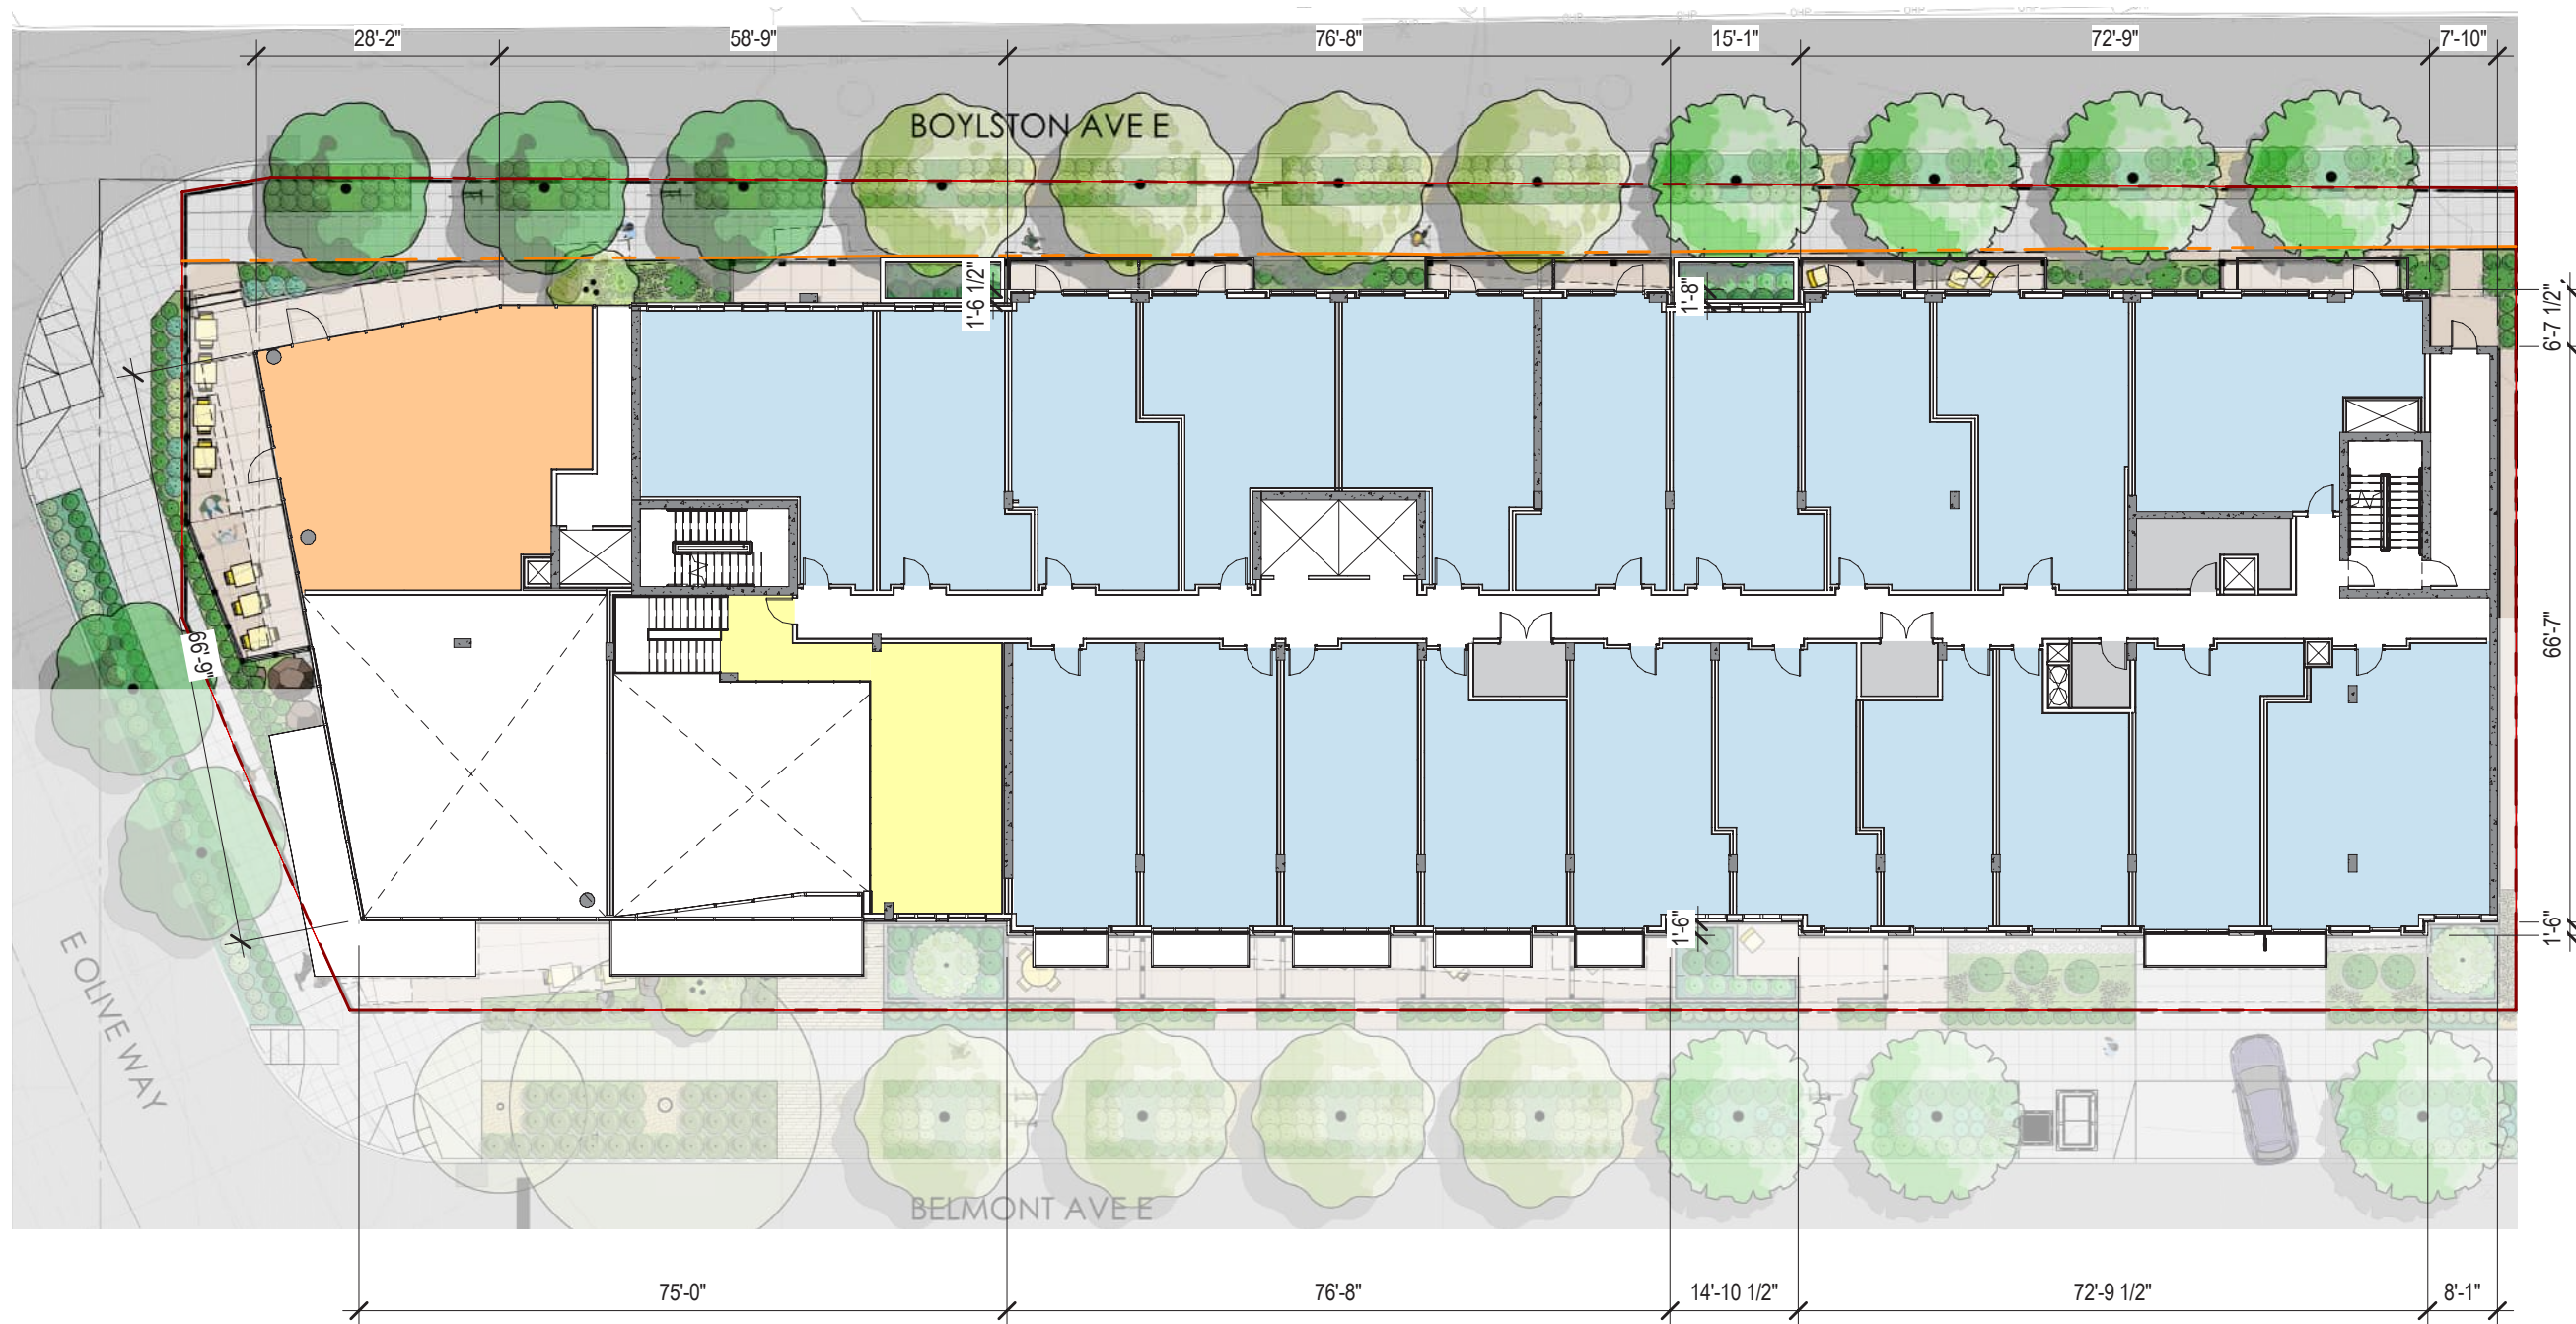 28'-2" 58'-9" 76'-8" 15'-1" 72'-9" 7'-10"
BOYLSTON AVE E
1'-6 1/2"
1'-8"
6'-7 1/2"
69'-9"
66'-7"
1'-6"
1'-6"
E OLIVE WAY
BELMONT AVE E
75'-0" 76'-8" 14'-10 1/2" 72'-9 1/2" 8'-1"